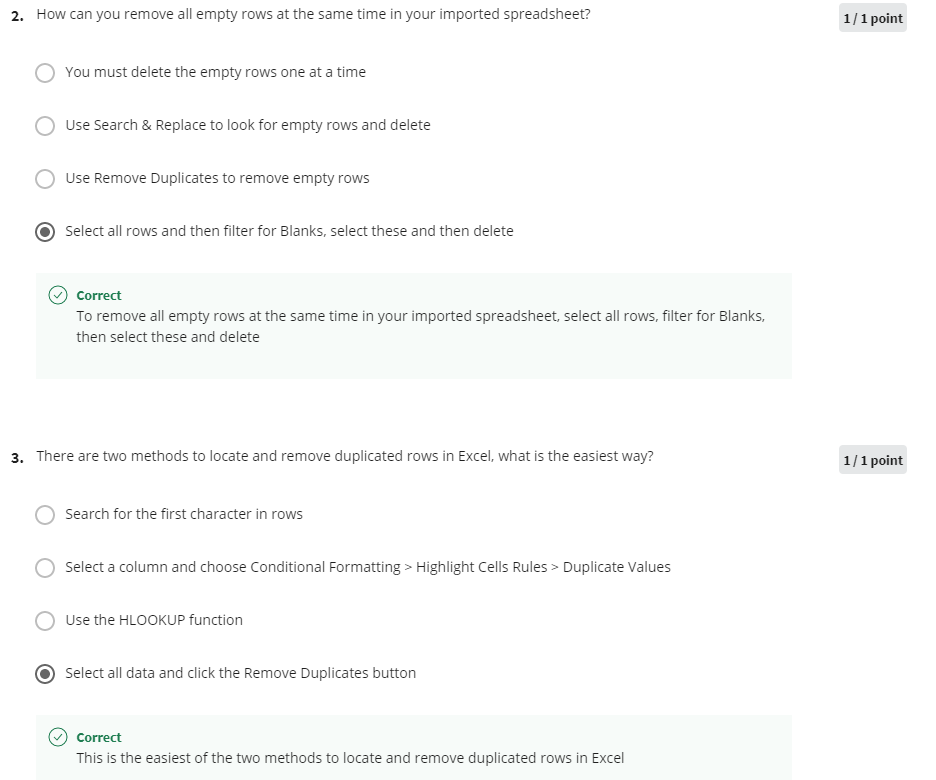 2. How can you remove all empty rows at the same time in your imported spreadsheet?
1 / 1 point
You must delete the empty rows one at a time
Use Search & Replace to look for empty rows and delete
Use Remove Duplicates to remove empty rows
Select all rows and then filter for Blanks, select these and then delete
Correct
To remove all empty rows at the same time in your imported spreadsheet, select all rows, filter for Blanks,
then select these and delete
3. There are two methods to locate and remove duplicated rows in Excel, what is the easiest way?
1 / 1 point
Search for the first character in rows
Select a column and choose Conditional Formatting > Highlight Cells Rules > Duplicate Values
Use the HLOOKUP function
Select all data and click the Remove Duplicates button
Correct
This is the easiest of the two methods to locate and remove duplicated rows in Excel